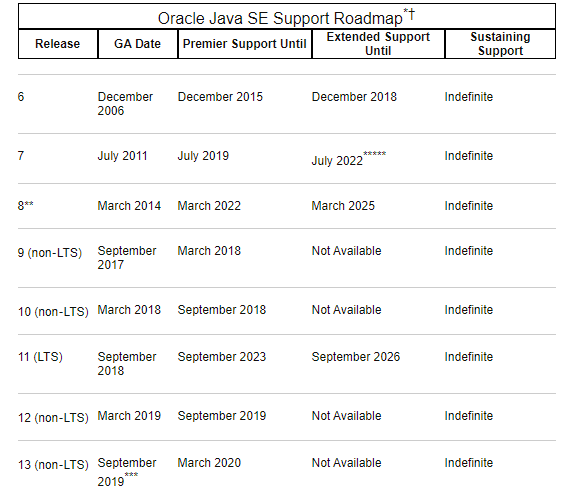 Oracle Java SE Support Roadmap*†
Release GA Date Premier Support Until Extended Support Until Sustaining Support
6 December 2006 December 2015 December 2018 Indefinite
7 July 2011 July 2019 July 2022***** Indefinite
8** March 2014 March 2022 March 2025 Indefinite
9 (non-LTS) September 2017 March 2018 Not Available Indefinite
10 (non-LTS) March 2018 September 2018 Not Available Indefinite
11 (LTS) September 2018 September 2023 September 2026 Indefinite
12 (non-LTS) March 2019 September 2019 Not Available Indefinite
13 (non-LTS) September 2019*** March 2020 Not Available Indefinite